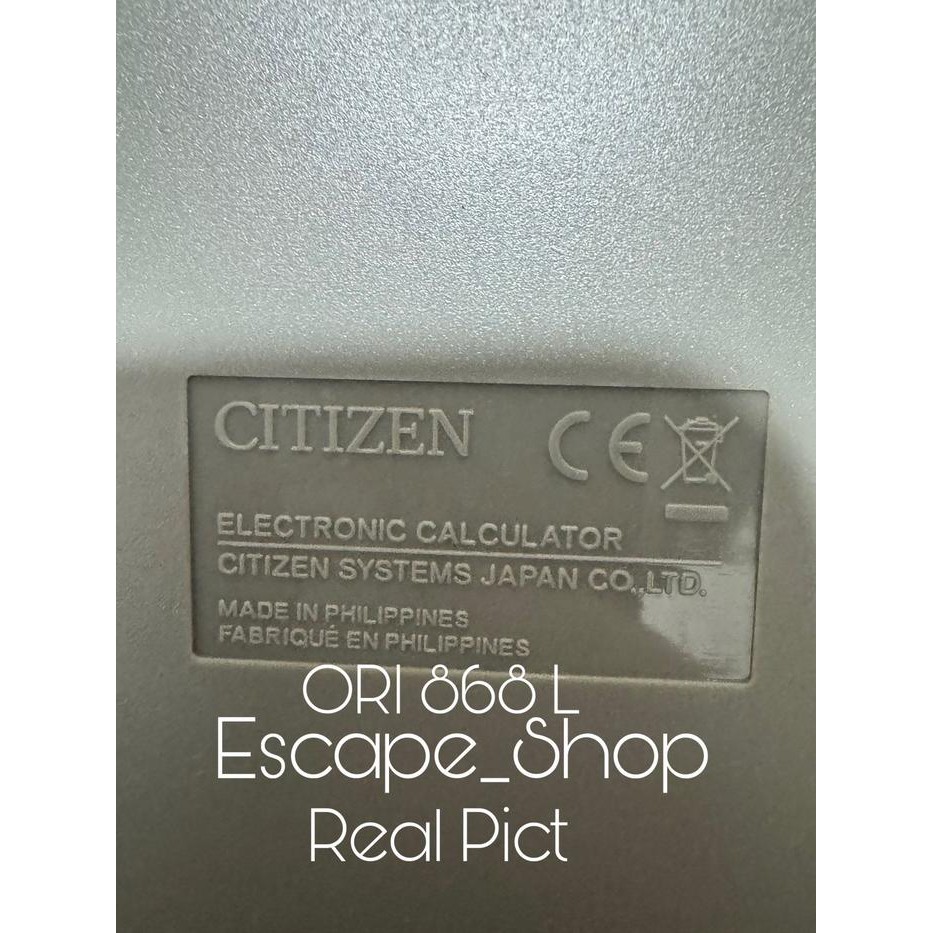 CITIZEN CE
ELECTRONIC CALCULATOR
CITIZEN SYSTEMS JAPAN CO.,LTD.
MADE IN PHILIPPINES
FABRIQUÉ EN PHILIPPINES
ORI 868 L
Escape_Shop
Real Pict